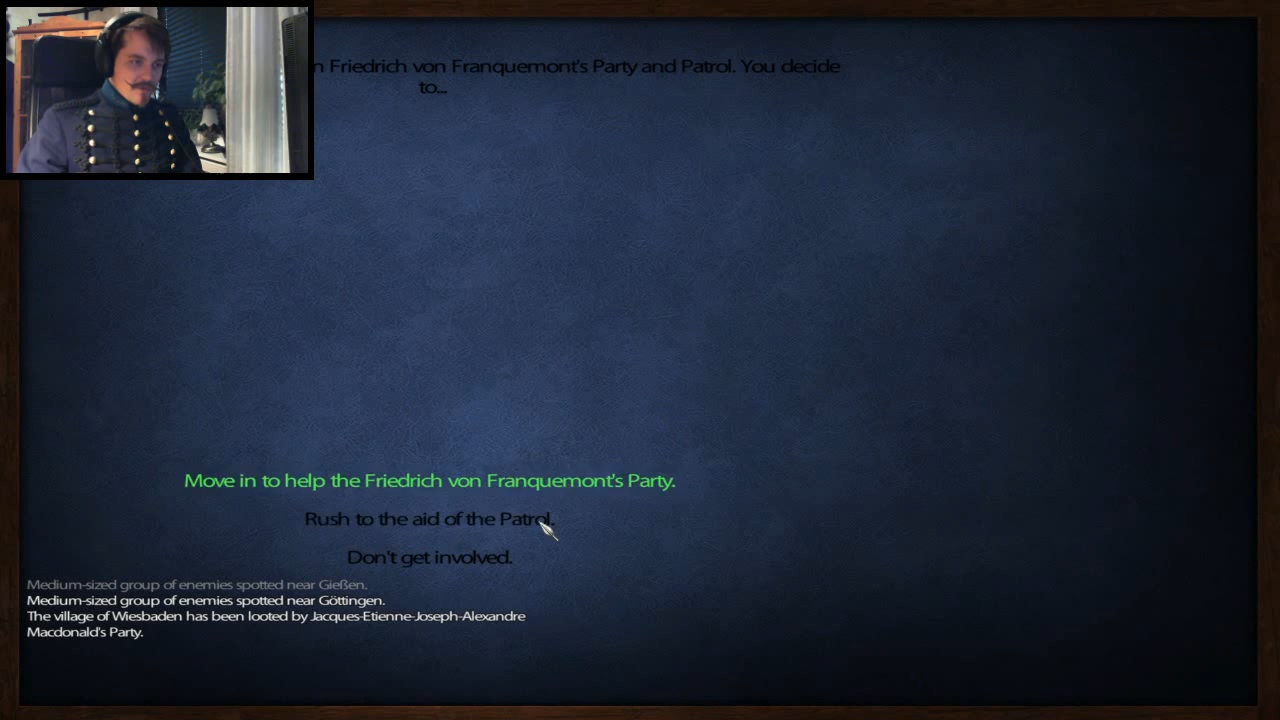 Friedrich von Franquemont's Party and Patrol. You decide
to...
Move in to help the Friedrich von Franquemont's Party.
Rush to the aid of the Patrol.
Don't get involved.
Medium-sized group of enemies spotted near Gießen.
Medium-sized group of enemies spotted near Göttingen.
The village of Wiesbaden has been looted by Jacques-Etienne-Joseph-Alexandre
Macdonald's Party.